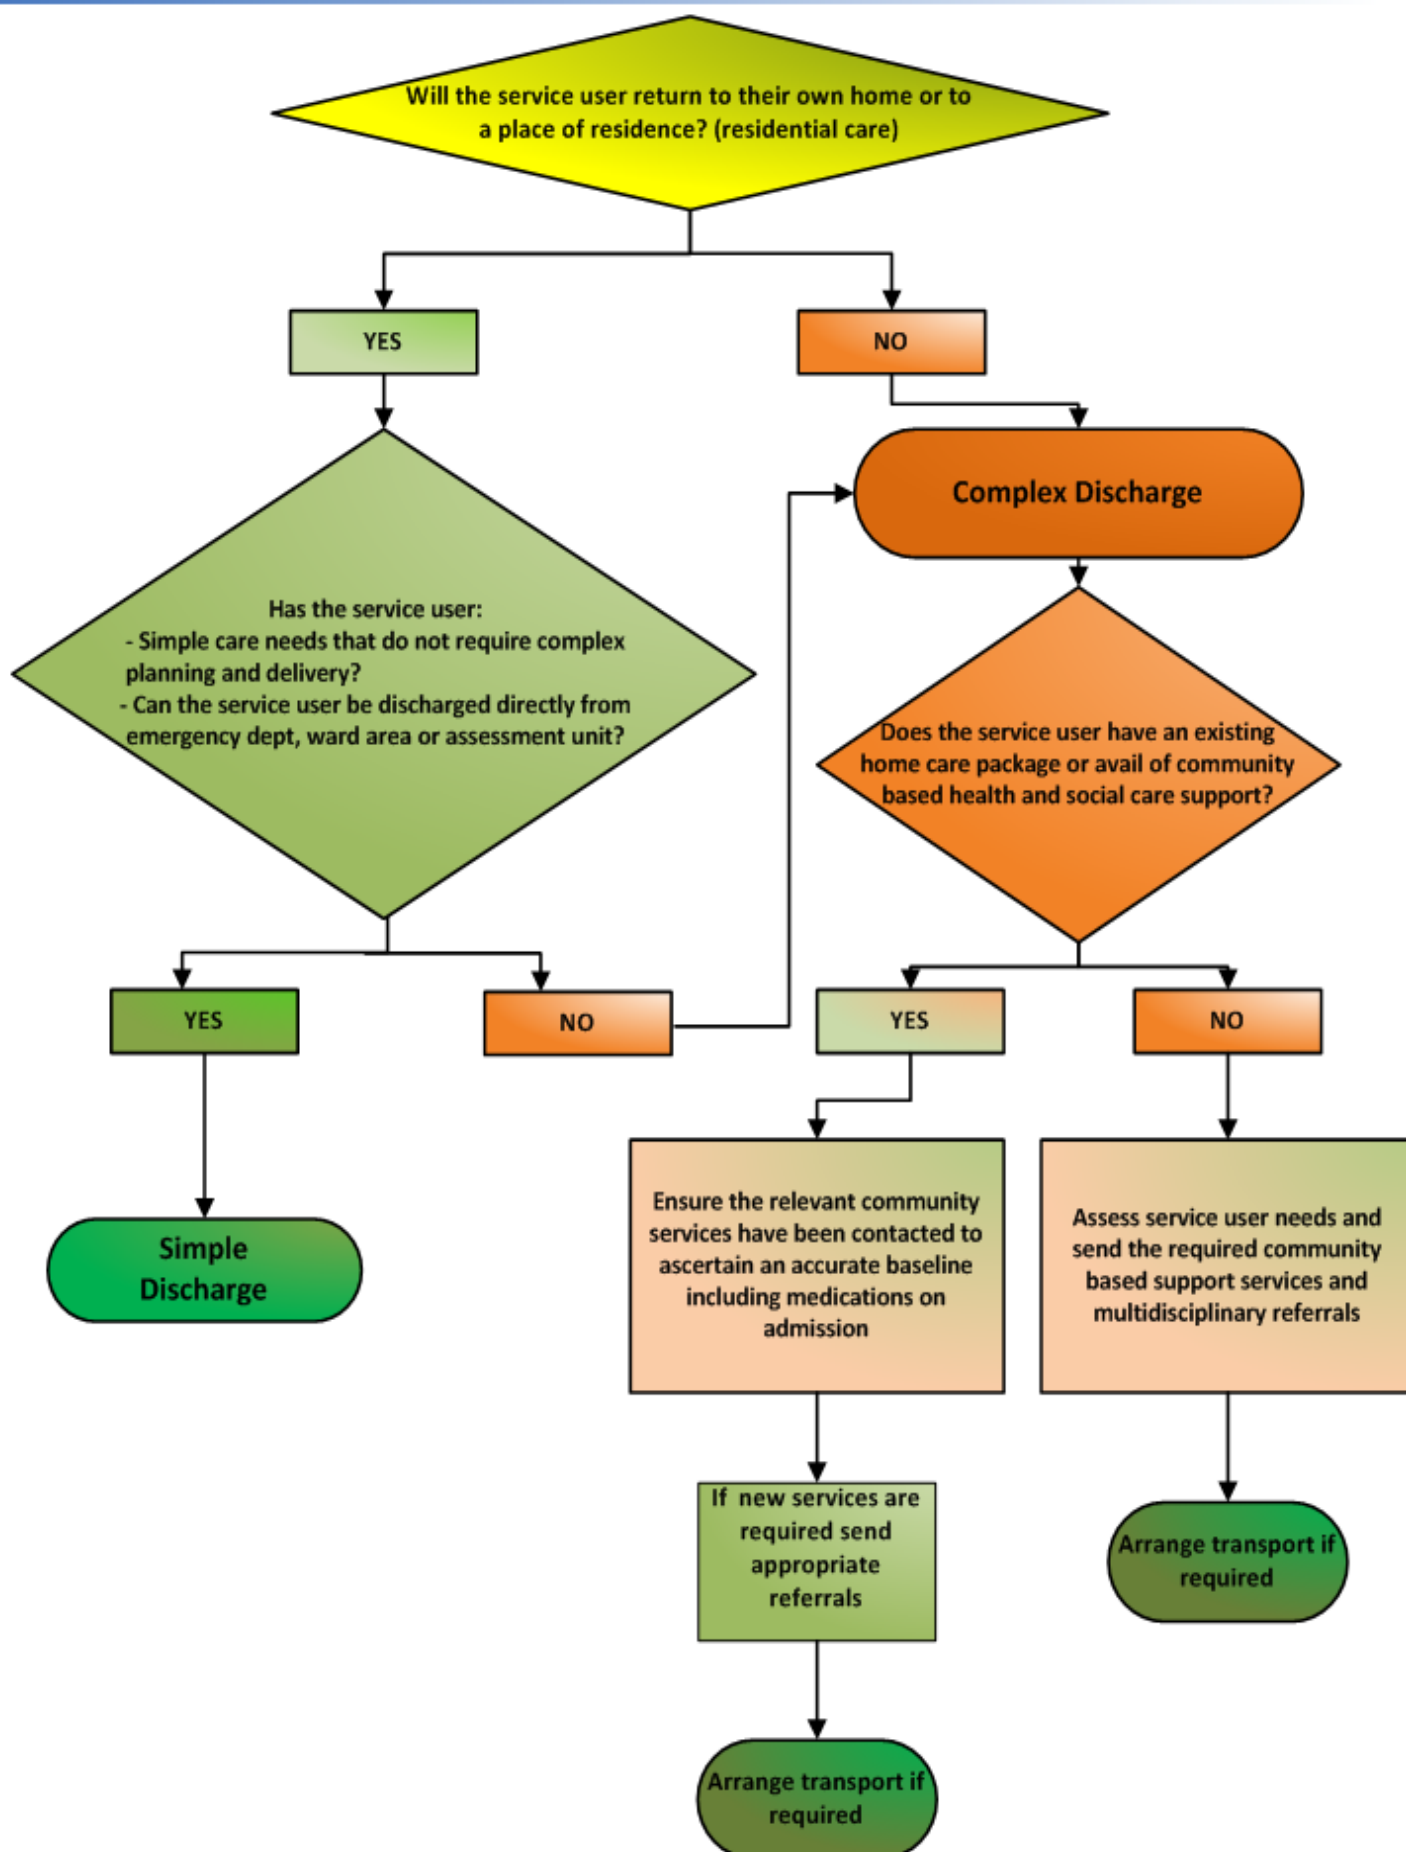 Will the service user return to their own home or to
a place of residence? (residential care)
YES
NO
Complex Discharge
Has the service user:
- Simple care needs that do not require complex
planning and delivery?
- Can the service user be discharged directly from
emergency dept, ward area or assessment unit?
Does the service user have an existing
home care package or avail of community
based health and social care support?
YES
NO
YES
NO
Simple
Discharge
Ensure the relevant community
services have been contacted to
ascertain an accurate baseline
including medications on
admission
Assess service user needs and
send the required community
based support services and
multidisciplinary referrals
If new services are
required send
appropriate
referrals
Arrange transport if
required
Arrange transport if
required